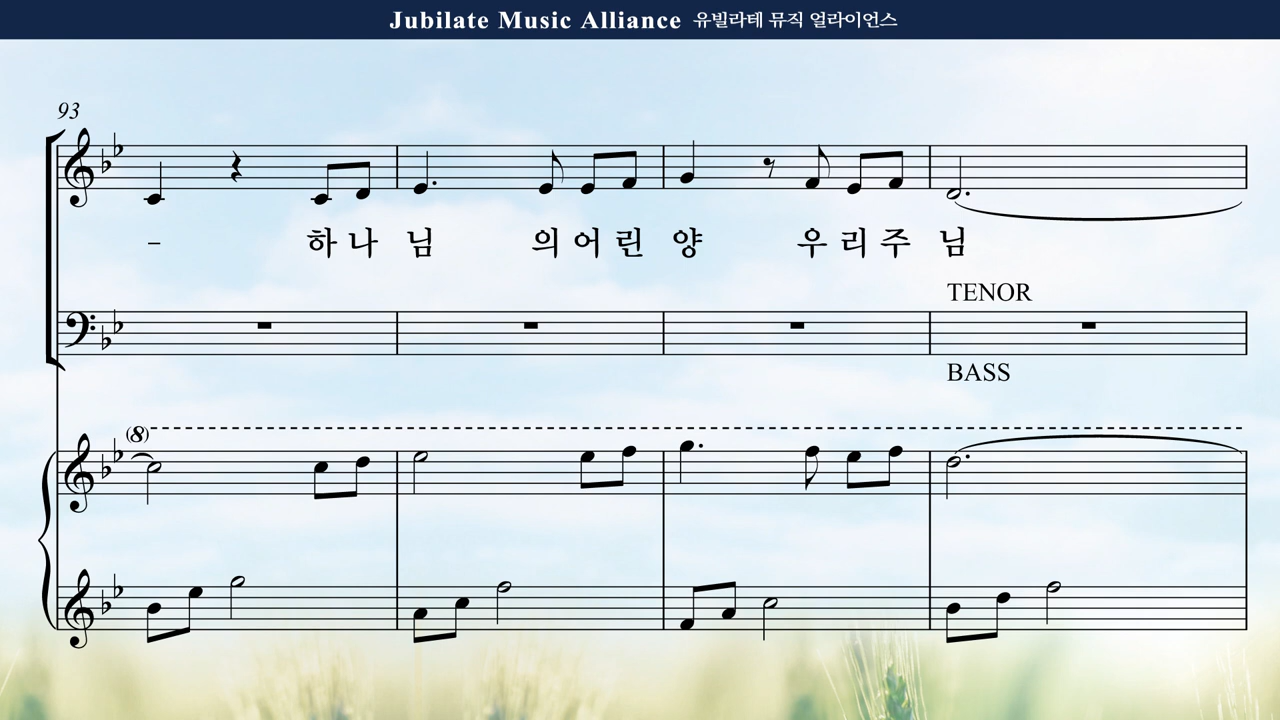 Jubilate Music Alliance 유빌라테 뮤직 얼라이언스
93
- 하 나 님 의 어 린 양 우 리 주 님
TENOR
BASS
(8)